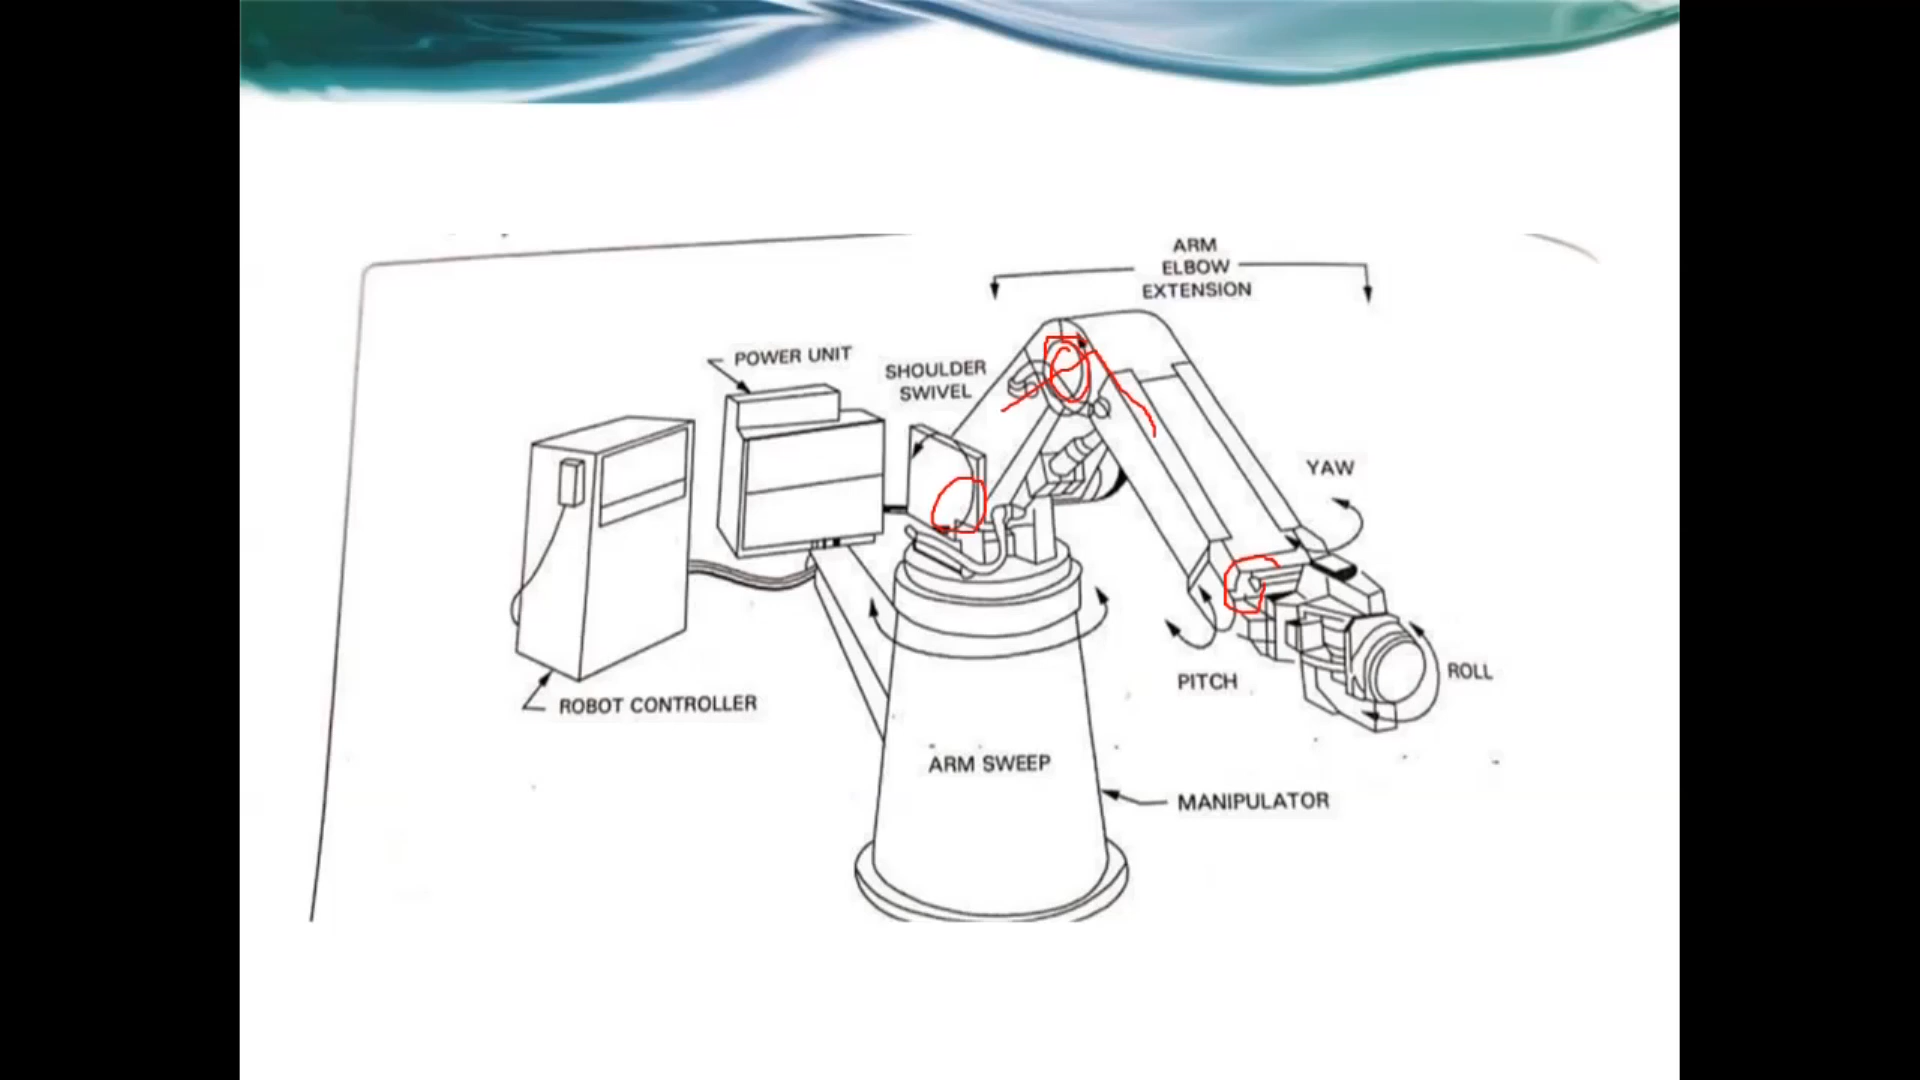 ARM
ELBOW
EXTENSION
POWER UNIT
SHOULDER
SWIVEL
YAW
PITCH
ROLL
ROBOT CONTROLLER
ARM SWEEP
MANIPULATOR